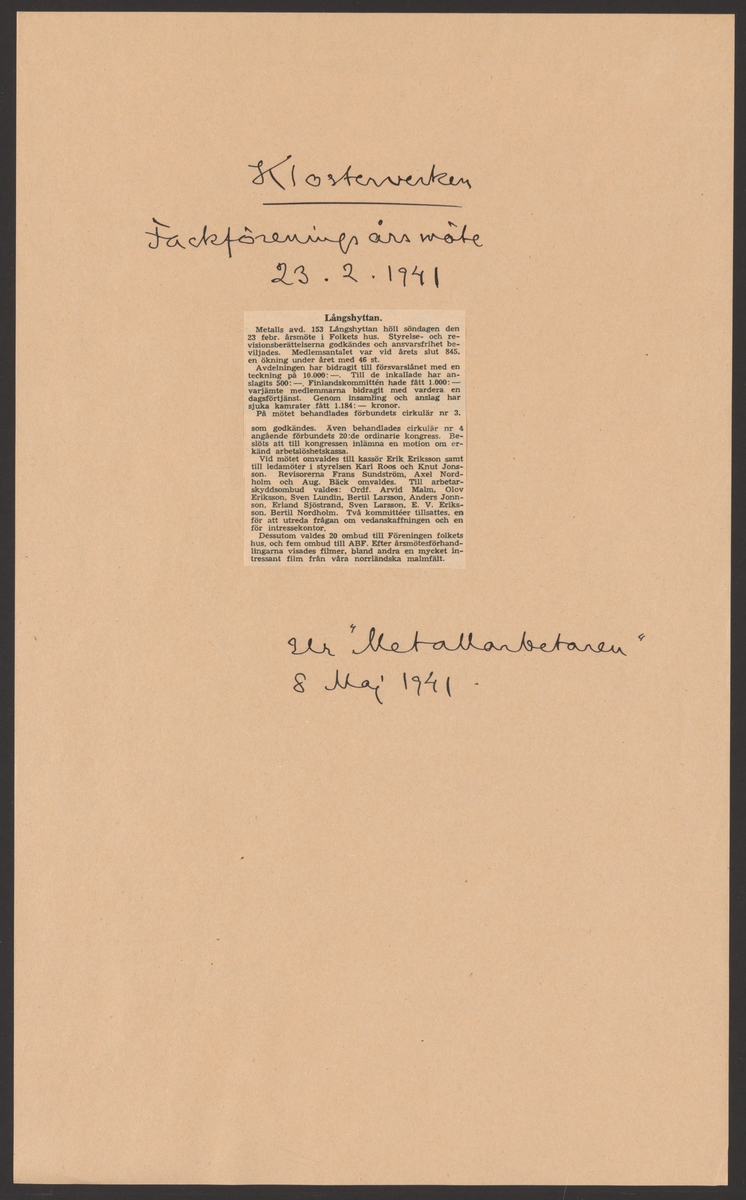 Klosterverken
Fackförenings årsmöte
23.2.1941
Långshyttan.
Metalls avd. 153 Långshyttan höll söndagen den
23 febr. årsmöte i Folkets hus. Styrelse- och re-
visionsberättelserna godkändes och ansvarsfrihet be-
viljades. Medlemsantalet var vid årets slut 845,
en ökning under året med 46 st.
Avdelningen har bidragit till försvarslånet med en
teckning på 10.000:—. Till de inkallade har an-
slagits 500:—. Finlandskommittén hade fått 1.000:—
varjämte medlemmarna bidragit med vardera en
dagsförtjänst. Genom insamling och anslag har
sjuka kamrater fått 1.184:— kronor.
På mötet behandlades förbundets cirkulär nr 3,
som godkändes. Även behandlades cirkulär nr 4
angående förbundets 20:de ordinarie kongress. Be-
slöts att till kongressen inlämna en motion om er-
känd arbetslöshetskassa.
Vid mötet omvaldes till kassör Erik Eriksson samt
till ledamöter i styrelsen Karl Roos och Knut Jons-
son. Revisorerna Frans Sundström, Axel Nord-
holm och Aug. Bäck omvaldes. Till arbetar-
skyddsombud valdes: Ordf. Arvid Malm, Olov
Eriksson, Sven Lundin, Bertil Larsson, Anders Jonn-
son, Erland Sjöstrand, Sven Larsson, E. V. Eriks-
son, Bertil Nordholm. Två kommittéer tillsattes, en
för att utreda frågan om vedanskaffningen och en
för intressekontor.
Dessutom valdes 20 ombud till Föreningen folkets
hus, och fem ombud till ABF. Efter årsmötesförhand-
lingarna visades filmer, bland andra en mycket in-
tressant film från våra norrländska malmfält.
Ur "Metallarbetaren"
8 Maj 1941.